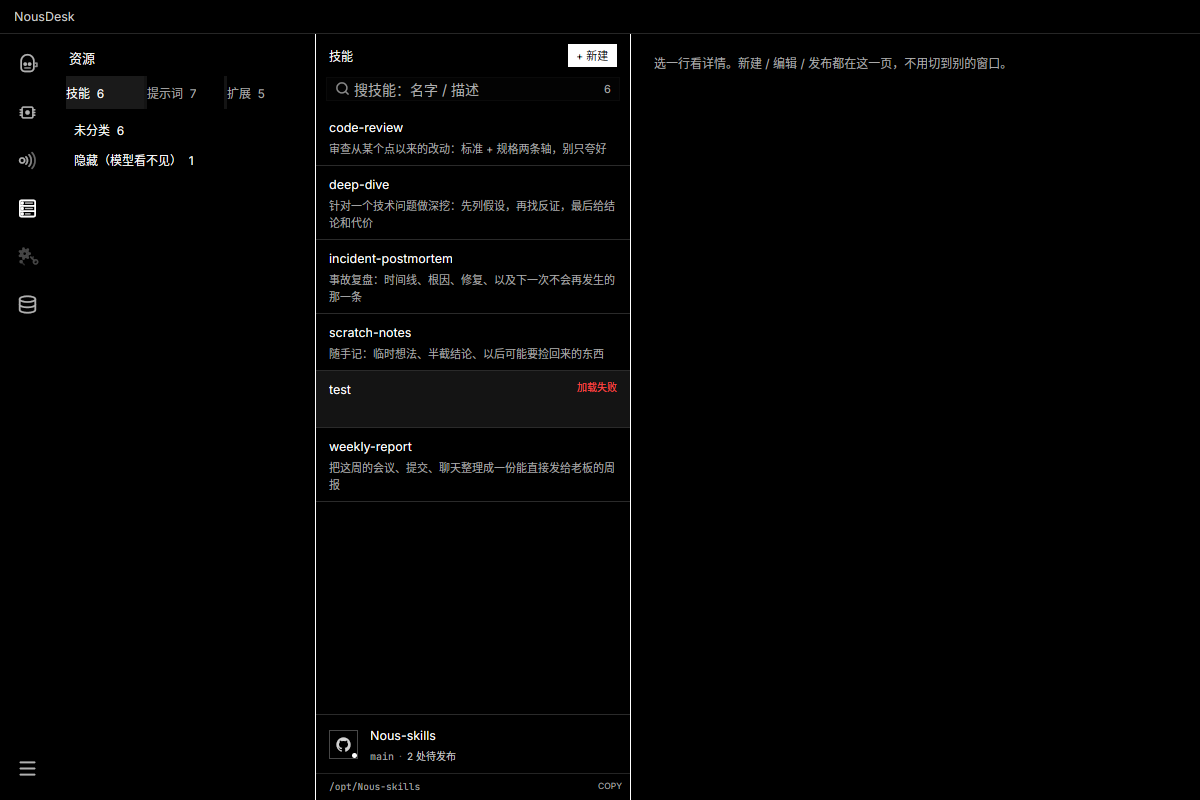 NousDesk
资源
技能 6
提示词 7
扩展 5
未分类 6
隐藏（模型看不见） 1
技能
+ 新建
搜技能：名字 / 描述
6
code-review
审查从某个点以来的改动：标准 + 规格两条轴，别只夸好
deep-dive
针对一个技术问题做深挖：先列假设，再找反证，最后给结
论和代价
incident-postmortem
事故复盘：时间线、根因、修复、以及下一次不会再发生的
那一条
scratch-notes
随手记：临时想法、半截结论、以后可能要捡回来的东西
test
加载失败
weekly-report
把这周的会议、提交、聊天整理成一份能直接发给老板的周
报
Nous-skills
main · 2 处待发布
/opt/Nous-skills
COPY
选一行看详情。新建 / 编辑 / 发布都在这一页，不用切到别的窗口。